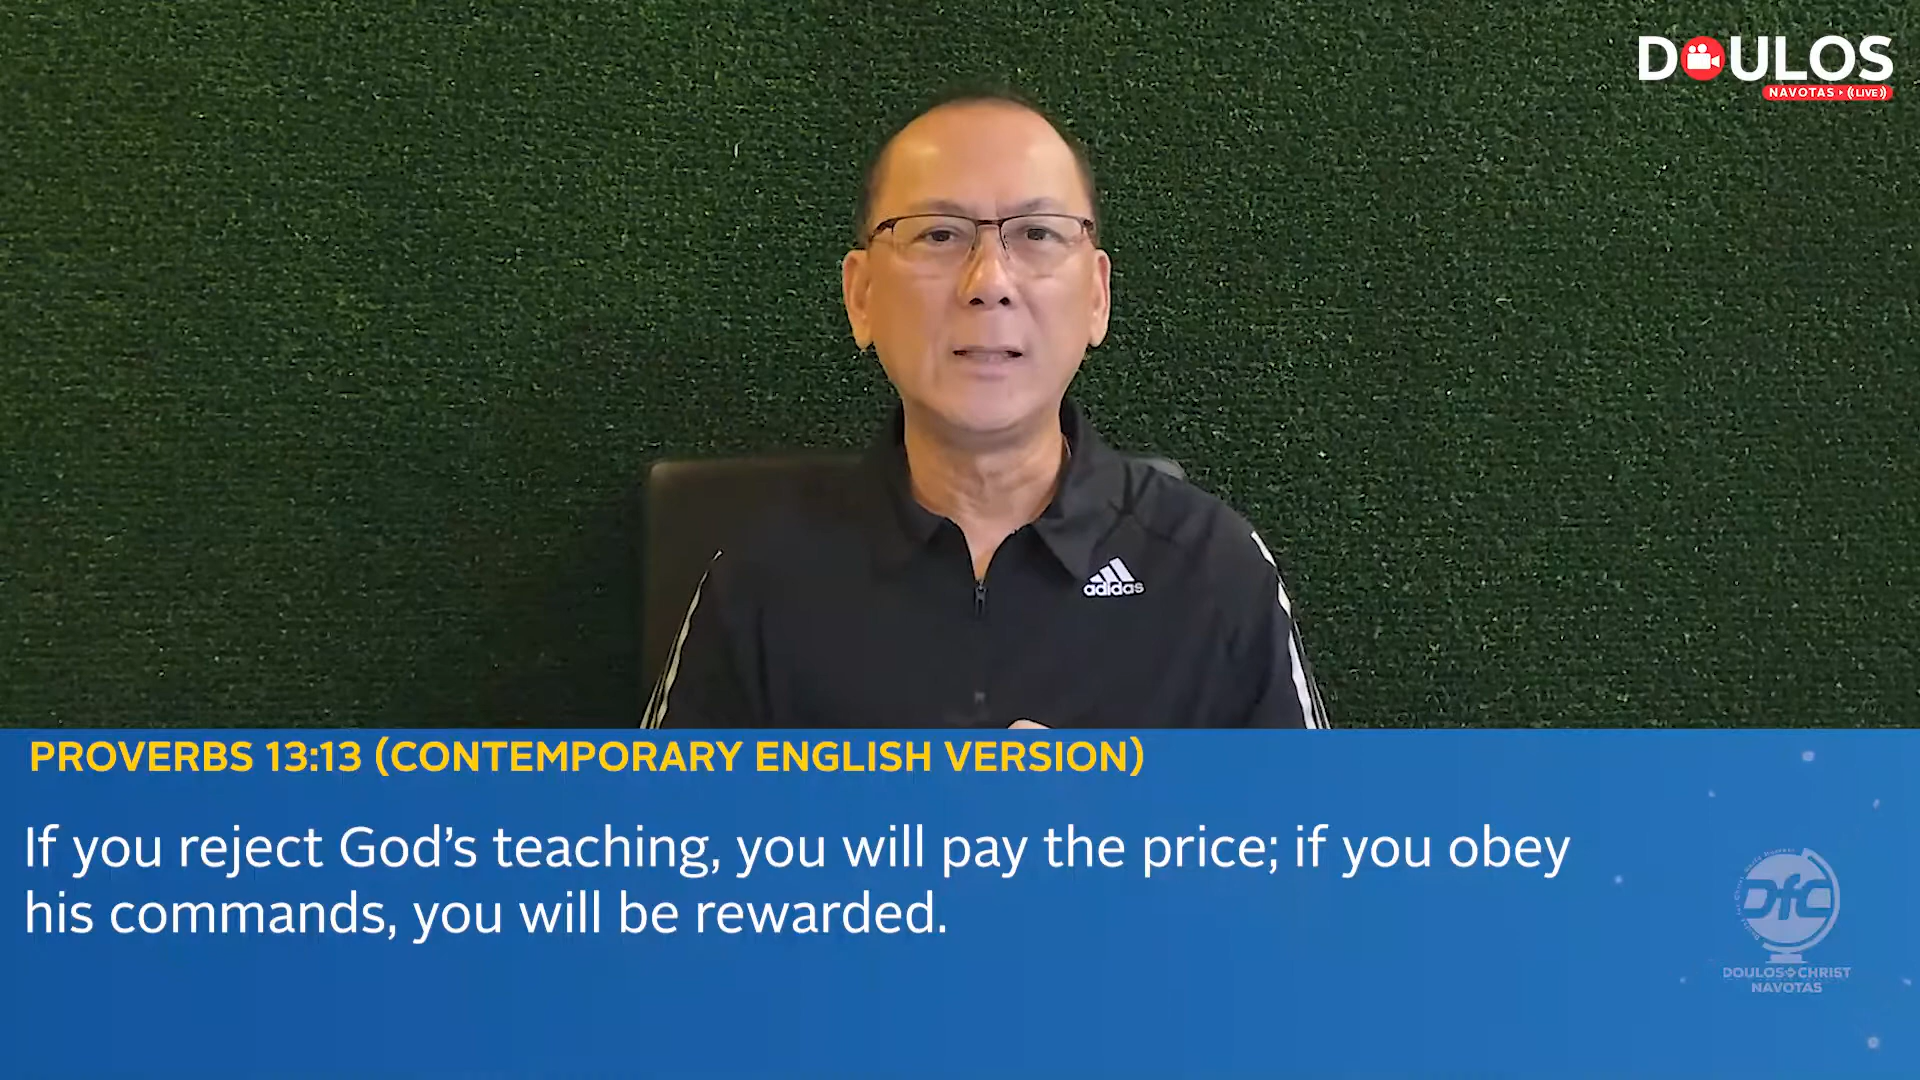 DOULOS
NAVOTAS • ((LIVE))
adidas
PROVERBS 13:13 (CONTEMPORARY ENGLISH VERSION)
If you reject God’s teaching, you will pay the price; if you obey
his commands, you will be rewarded.
DfC
DOULOS CHRIST
NAVOTAS